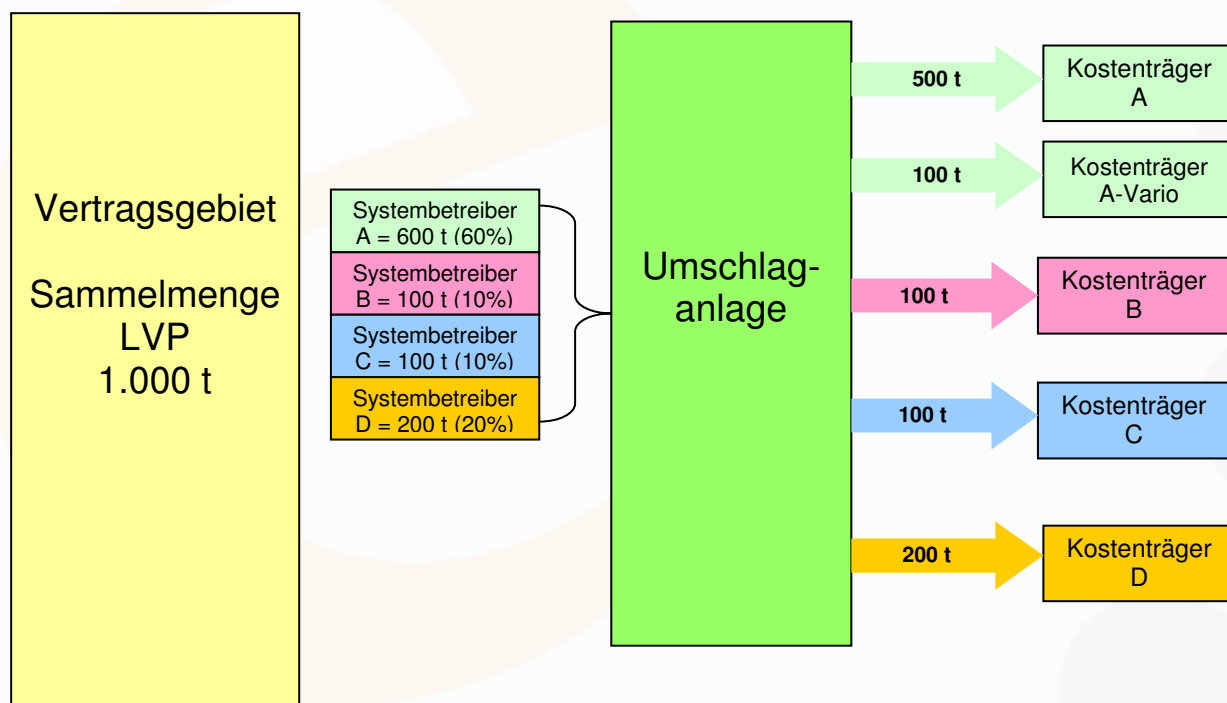 Vertragsgebiet
Sammelmenge
LVP
1.000 t
Systembetreiber
A = 600 t (60%)
Systembetreiber
B = 100 t (10%)
Systembetreiber
C = 100 t (10%)
Systembetreiber
D = 200 t (20%)
Umschlag-
anlage
500 t
Kostenträger
A
100 t
Kostenträger
A-Vario
100 t
Kostenträger
B
100 t
Kostenträger
C
200 t
Kostenträger
D